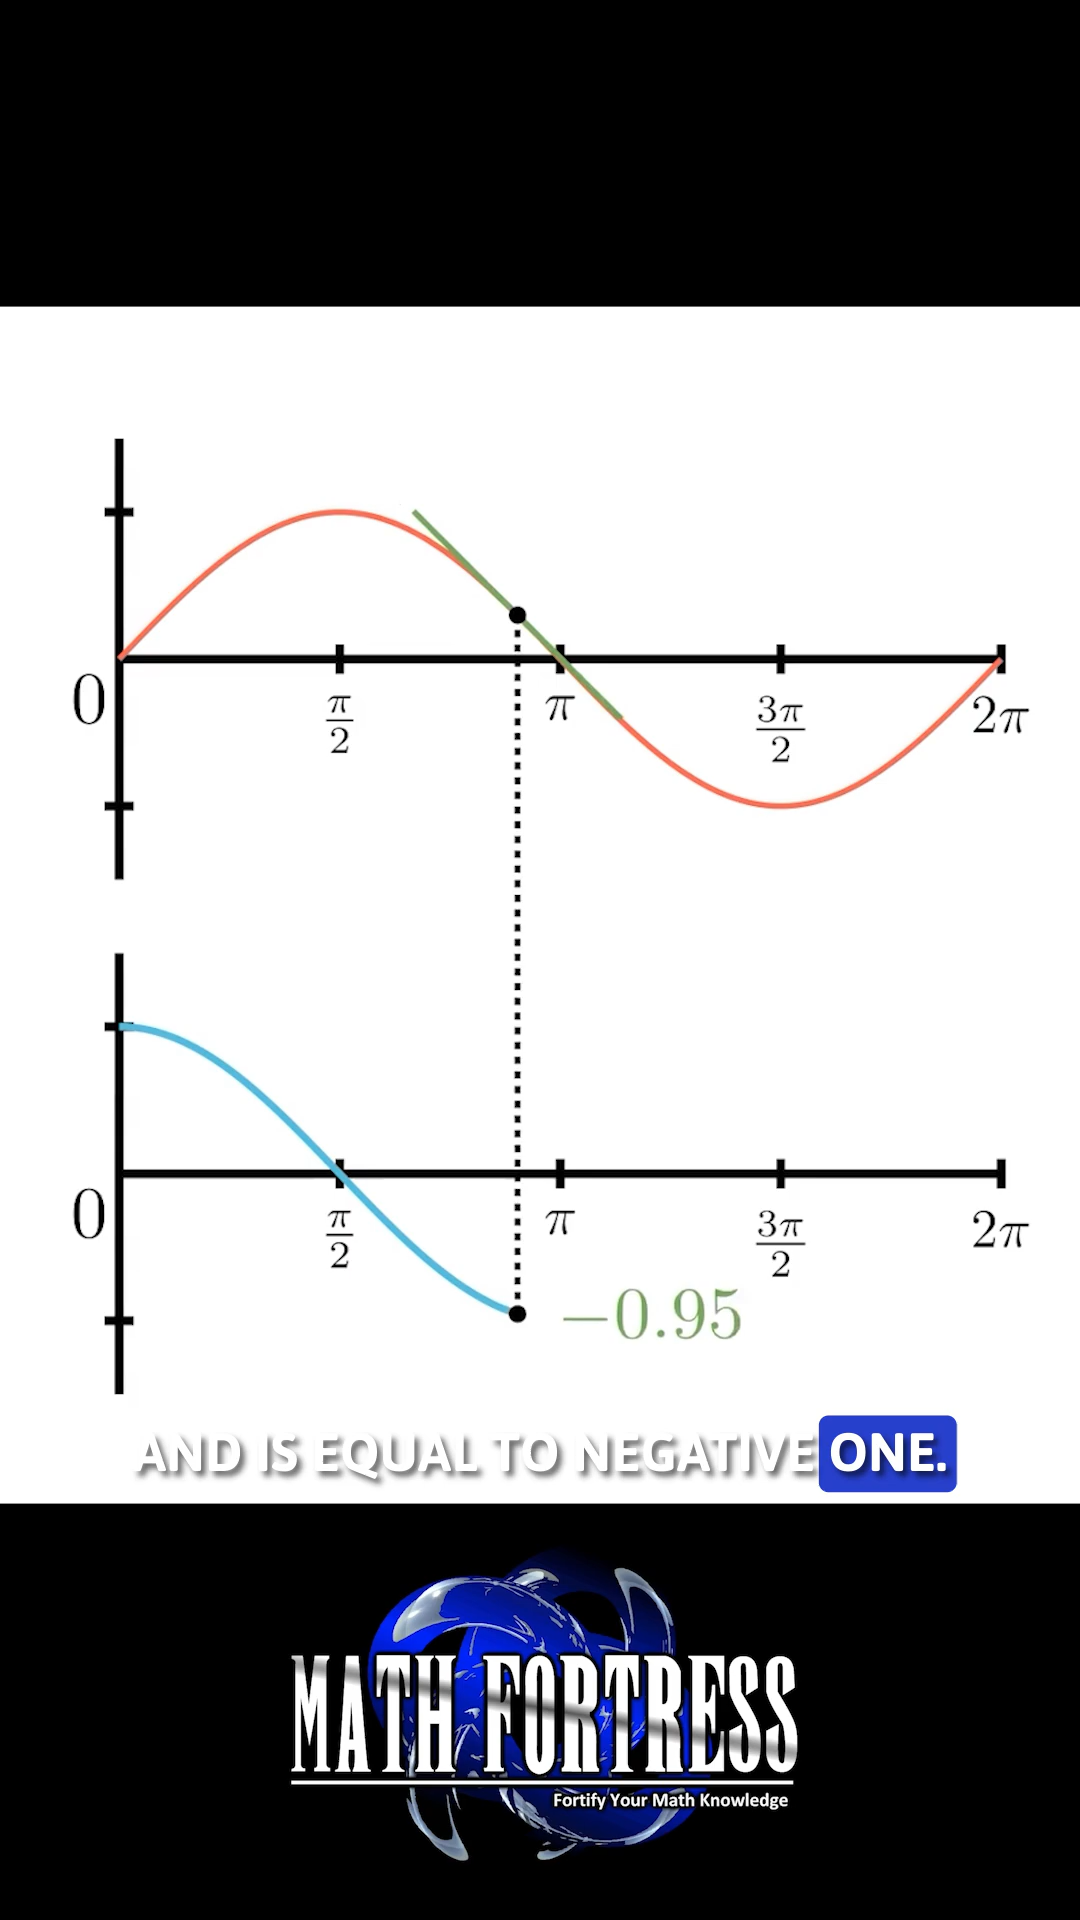 0
π/2
π
3π/2
2π
0
π/2
π
3π/2
2π
−0.95
AND IS EQUAL TO NEGATIVE ONE.
MATH FORTRESS
Fortify Your Math Knowledge